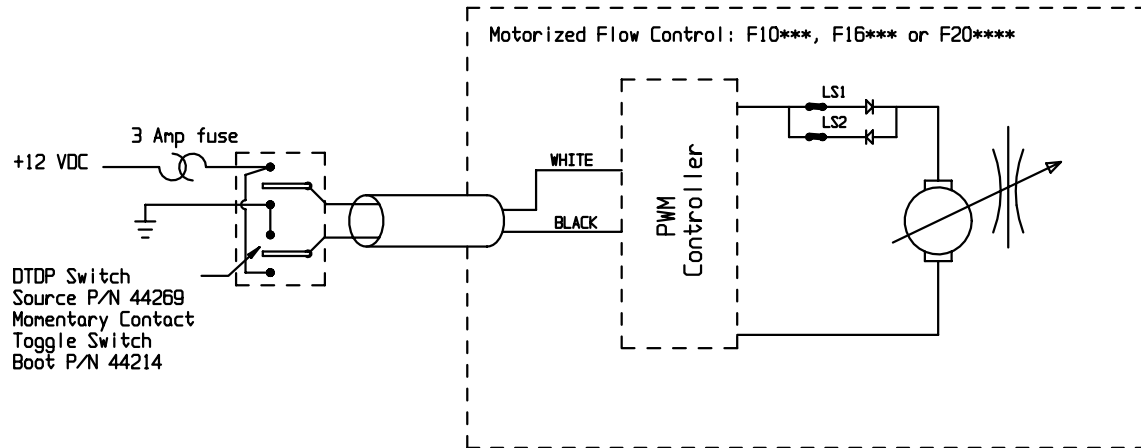 Motorized Flow Control: F10***, F16*** or F20****
LS1
LS2
3 Amp fuse
+12 VDC
WHITE
BLACK
PWM
Controller
DTDP Switch
Source P/N 44269
Momentary Contact
Toggle Switch
Boot P/N 44214